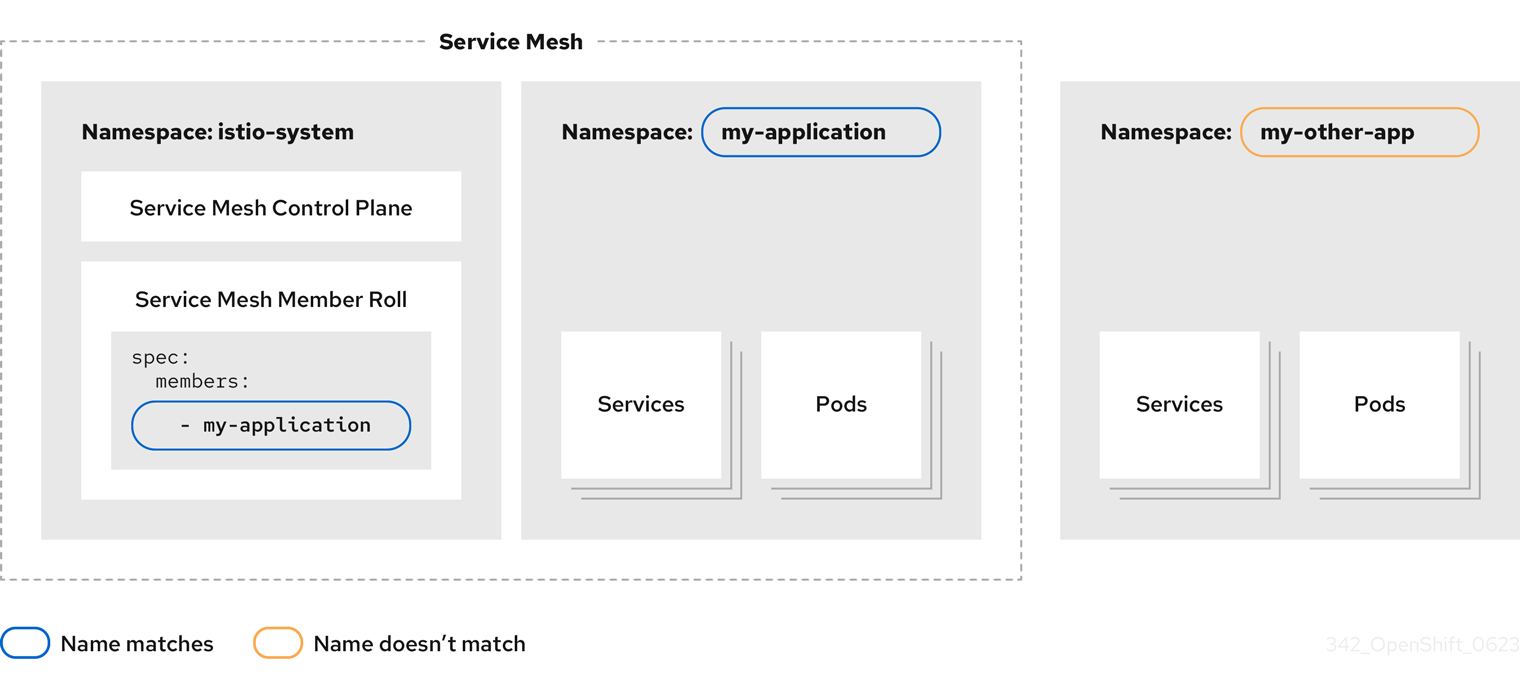 Service Mesh
Namespace: istio-system
Service Mesh Control Plane
Service Mesh Member Roll
spec:
  members:
    - my-application
Namespace: my-application
Services
Pods
Namespace: my-other-app
Services
Pods
Name matches
Name doesn’t match
342_OpenShift_0623